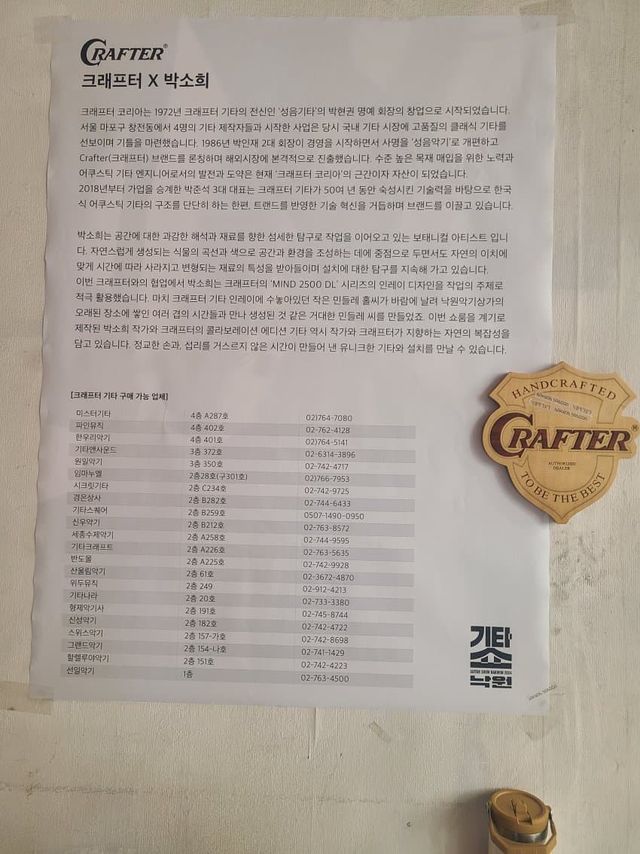 CRAFTER®
크래프터 X 박소희
크래프터 코리아는 1972년 크래프터 기타의 전신인 '성음기타'의 박현권 명예 회장의 창업으로 시작되었습니다.
서울 마포구 창전동에서 4명의 기타 제작자들과 시작한 사업은 당시 국내 기타 시장에 고품질의 클래식 기타를
선보이며 기틀을 마련했습니다. 1986년 박인재 2대 회장이 경영을 시작하면서 사명을 '성음악기'로 개편하고
Crafter(크래프터) 브랜드를 론칭하며 해외시장에 본격적으로 진출했습니다. 수준 높은 목재 매입을 위한 노력과
어쿠스틱 기타 엔지니어로서의 발전과 도약은 현재 '크래프터 코리아'의 근간이자 자산이 되었습니다.
2018년부터 가업을 승계한 박준석 3대 대표는 크래프터 기타가 50여 년 동안 숙성시킨 기술력을 바탕으로 한국
식 어쿠스틱 기타의 구조를 단단히 하는 한편, 트랜드를 반영한 기술 혁신을 거듭하며 브랜드를 이끌고 있습니다.
박소희는 공간에 대한 과감한 해석과 재료를 향한 섬세한 탐구로 작업을 이어오고 있는 보태니컬 아티스트 입니
다. 자연스럽게 생성되는 식물의 곡선과 색으로 공간과 환경을 조성하는 데에 중점으로 두면서도 자연의 이치에
맞게 시간에 따라 사라지고 변형되는 재료의 특성을 받아들이며 설치에 대한 탐구를 지속해 가고 있습니다.
이번 크래프터와의 협업에서 박소희는 크래프터의 'MIND 2500 DL' 시리즈의 인레이 디자인을 작업의 주제로
적극 활용했습니다. 마치 크래프터 기타 인레이에 수놓아있던 작은 민들레 홀씨가 바람에 날려 낙원악기상가의
오래된 장소에 쌓인 여러 겹의 시간들과 만나 생성된 것 같은 거대한 민들레 씨를 만들었죠. 이번 쇼룸을 계기로
제작된 박소희 작가와 크래프터의 콜라보레이션 에디션 기타 역시 작가와 크래프터가 지향하는 자연의 복잡성을
담고 있습니다. 정교한 손과, 섭리를 거스르지 않은 시간이 만들어 낸 유니크한 기타와 설치를 만날 수 있습니다.
[크래프터 기타 구매 가능 업체]
미스터기타 4층 A287호 02)764-7080
파인뮤직 4층 402호 02-762-4128
한우리악기 4층 401호 02)764-5141
기타앤사운드 3층 372호 02-6314-3896
원일악기 3층 350호 02-742-4717
임마누엘 2층28호(구301호) 02)766-7953
시크릿기타 2층 C234호 02-742-9725
경은상사 2층 B282호 02-744-6433
기타스퀘어 2층 B259호 0507-1490-0950
신우악기 2층 B212호 02-763-8572
세종수제악기 2층 A258호 02-744-9595
기타크래프트 2층 A226호 02-763-5635
반도몰 2층 A225호 02-742-9928
산울림악기 2층 61호 02-3672-4870
위두뮤직 2층 249 02-912-4213
기타나라 2층 20호 02-733-3380
형제악기사 2층 191호 02-745-8744
신성악기 2층 182호 02-742-4722
스위스악기 2층 157-가호 02-742-8698
그랜드악기 2층 154-나호 02-741-1429
할렐루야악기 2층 151호 02-742-4223
선일악기 1층 02-763-4500
기타
쇼
낙원
HANDCRAFTED
CRAFTER®
AUTHORIZED
DEALER
TO BE THE BEST